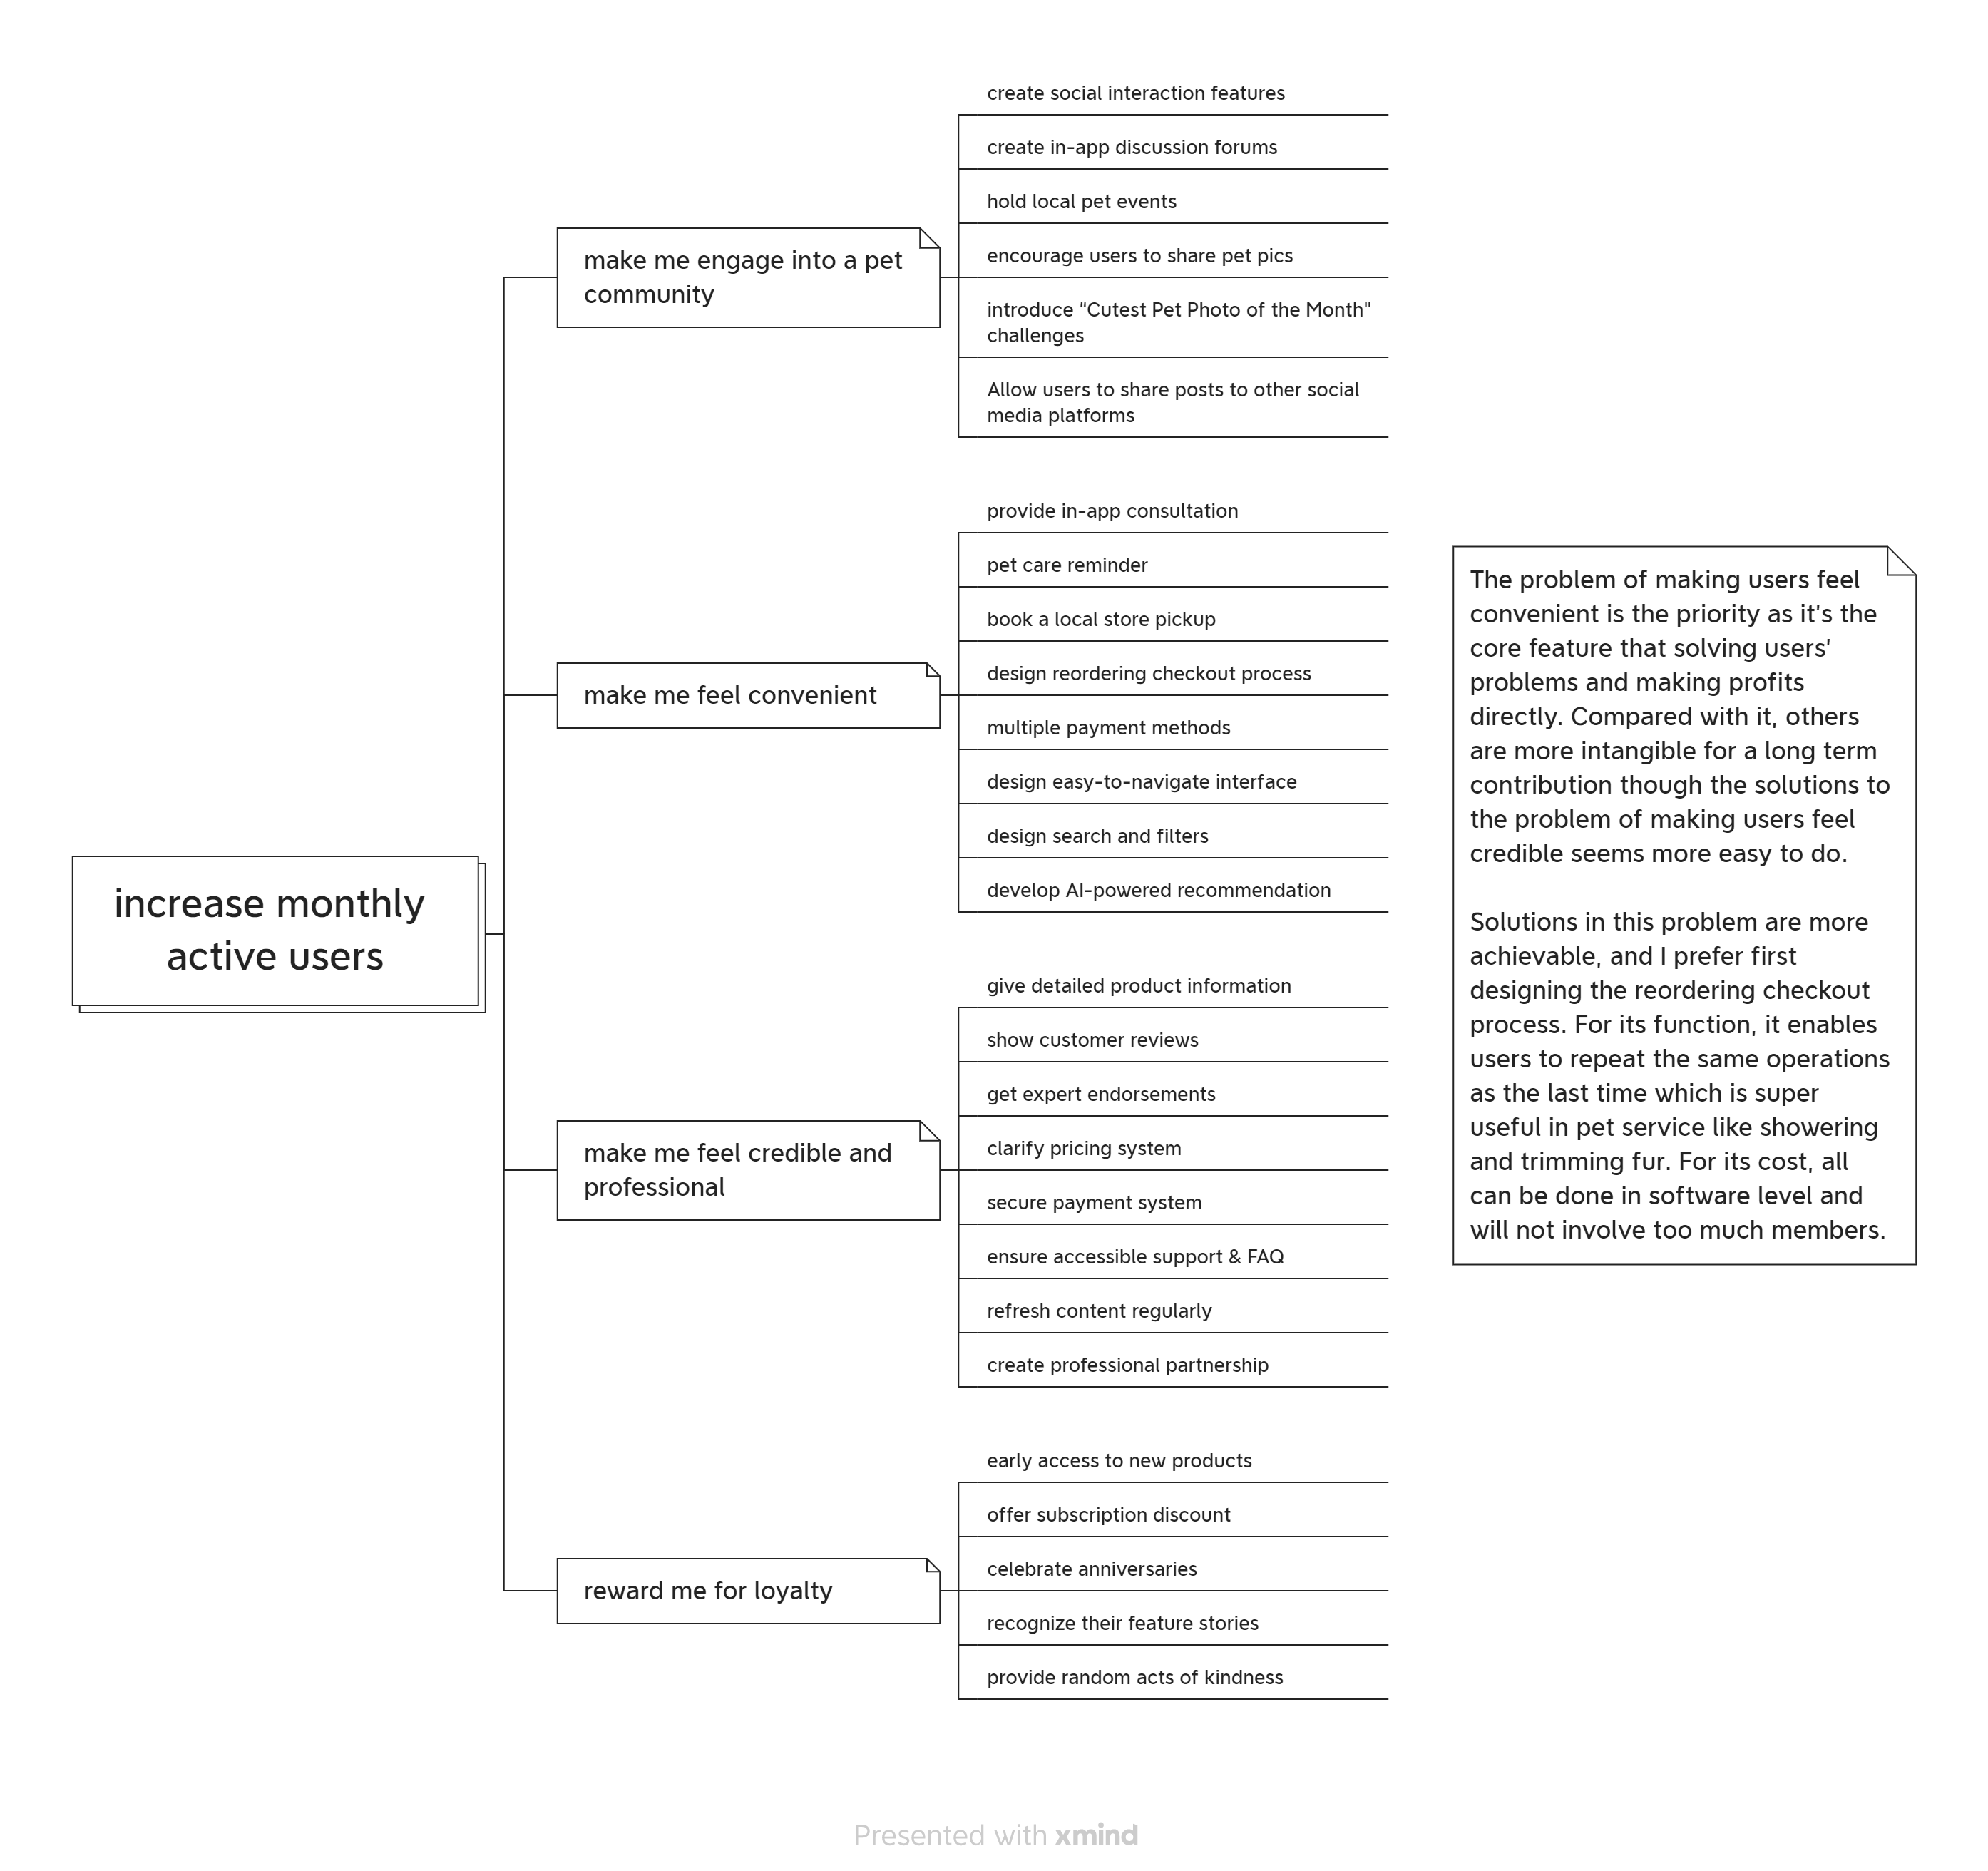 create social interaction features
create in-app discussion forums
hold local pet events
encourage users to share pet pics
introduce "Cutest Pet Photo of the Month"
challenges
Allow users to share posts to other social
media platforms
make me engage into a pet
community
provide in-app consultation
pet care reminder
book a local store pickup
design reordering checkout process
multiple payment methods
design easy-to-navigate interface
design search and filters
develop AI-powered recommendation
make me feel convenient
increase monthly
active users
give detailed product information
show customer reviews
get expert endorsements
clarify pricing system
secure payment system
ensure accessible support & FAQ
refresh content regularly
create professional partnership
make me feel credible and
professional
early access to new products
offer subscription discount
celebrate anniversaries
recognize their feature stories
provide random acts of kindness
reward me for loyalty
The problem of making users feel
convenient is the priority as it's the
core feature that solving users'
problems and making profits
directly. Compared with it, others
are more intangible for a long term
contribution though the solutions to
the problem of making users feel
credible seems more easy to do.
Solutions in this problem are more
achievable, and I prefer first
designing the reordering checkout
process. For its function, it enables
users to repeat the same operations
as the last time which is super
useful in pet service like showering
and trimming fur. For its cost, all
can be done in software level and
will not involve too much members.
Presented with xmind